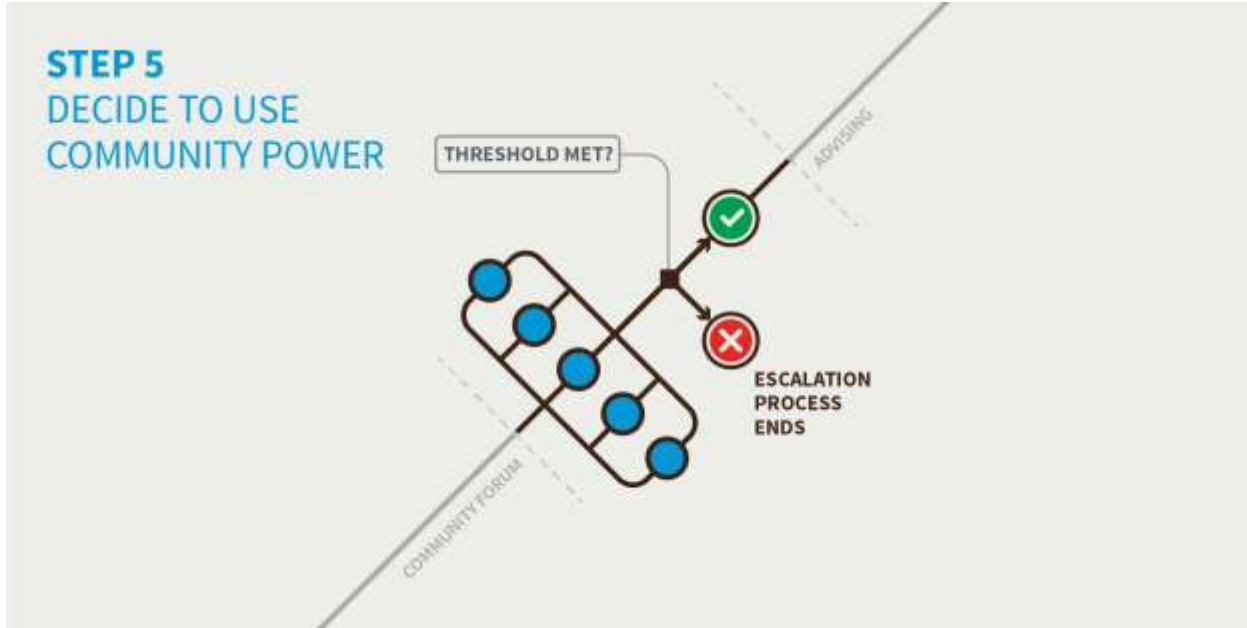 STEP 5
DECIDE TO USE
COMMUNITY POWER
THRESHOLD MET?
ADVISING
ESCALATION
PROCESS
ENDS
COMMUNITY FORUM